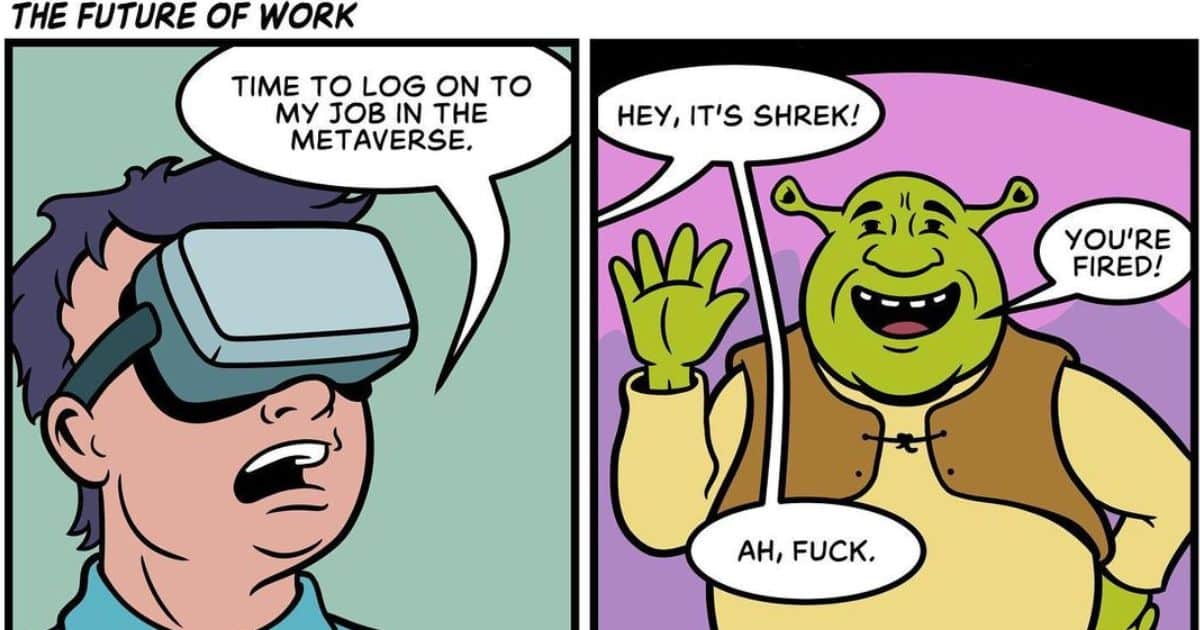 THE FUTURE OF WORK
TIME TO LOG ON TO
MY JOB IN THE
METAVERSE.
HEY, IT'S SHREK!
YOU'RE
FIRED!
AH, FUCK.